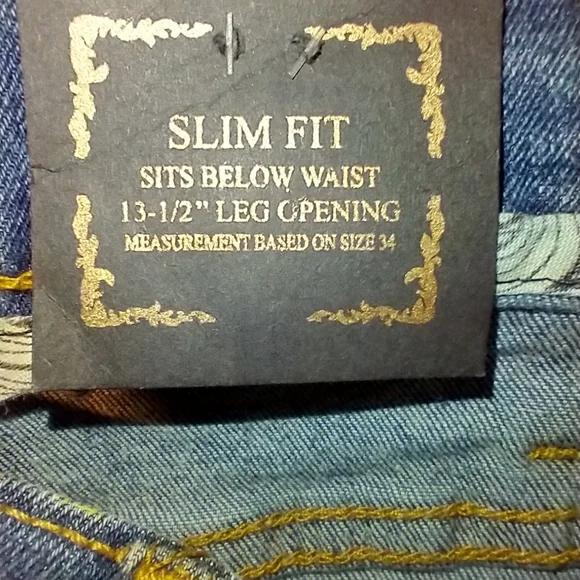 SLIM FIT
SITS BELOW WAIST
13-1/2" LEG OPENING
MEASUREMENT BASED ON SIZE 34